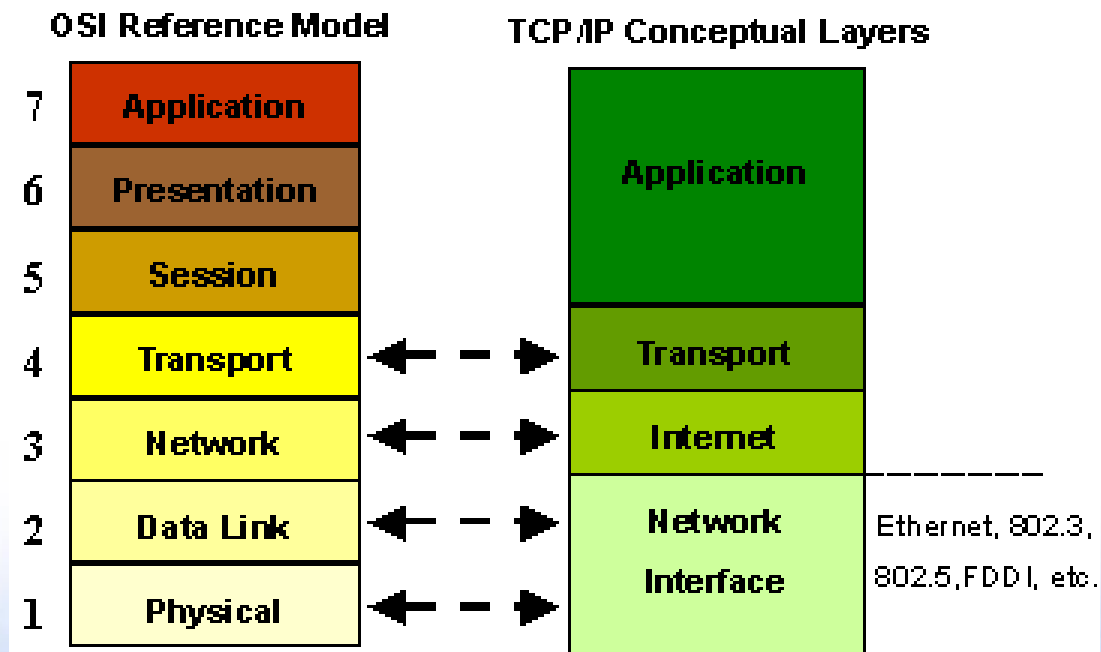 OSI Reference Model
TCP/IP Conceptual Layers
7
Application
6
Presentation
5
Session
4
Transport
3
Network
2
Data Link
1
Physical
Application
Transport
Internet
Network
Interface
Ethernet, 802.3,
802.5,FDDI, etc.